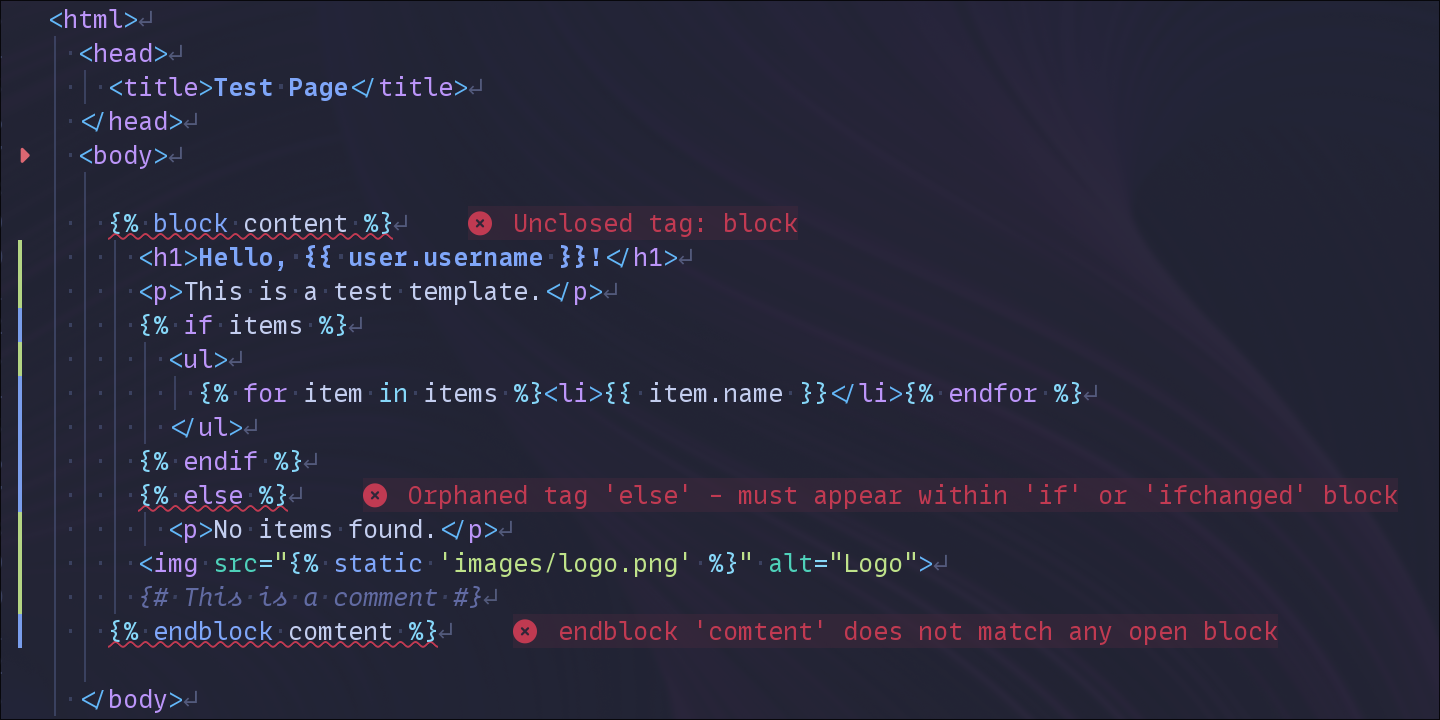 <html>
<head>
<title>Test Page</title>
</head>
<body>
{% block content %} Unclosed tag: block
<h1>Hello, {{ user.username }}!</h1>
<p>This is a test template.</p>
{% if items %}
<ul>
{% for item in items %}<li>{{ item.name }}</li>{% endfor %}
</ul>
{% endif %}
{% else %} Orphaned tag 'else' – must appear within 'if' or 'ifchanged' block
<p>No items found.</p>
<img src="{% static 'images/logo.png' %}" alt="Logo">
{# This is a comment #}
{% endblock comtent %} endblock 'comtent' does not match any open block
</body>